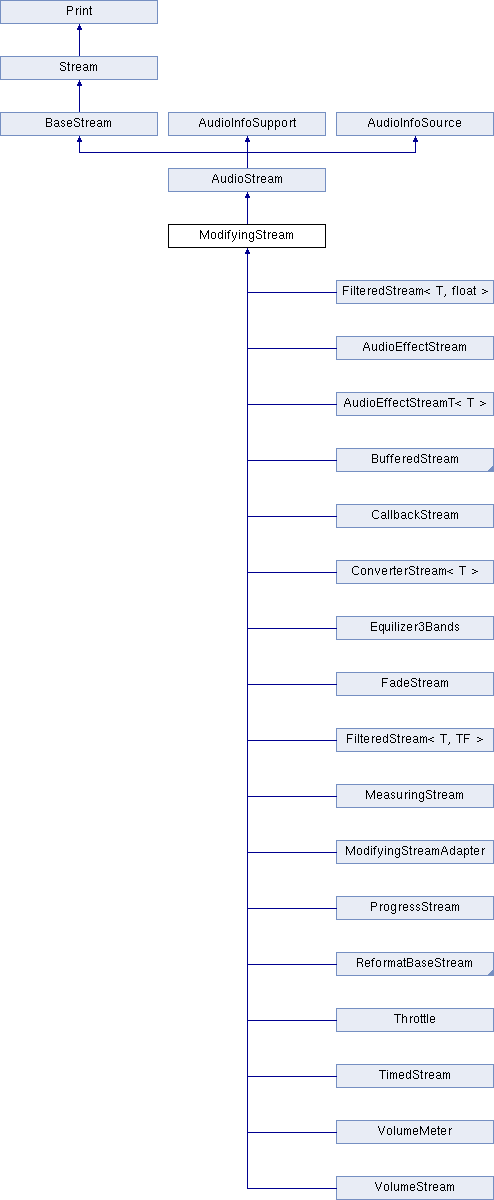 Print
Stream
BaseStream
AudioInfoSupport
AudioInfoSource
AudioStream
ModifyingStream
FilteredStream< T, float >
AudioEffectStream
AudioEffectStreamT< T >
BufferedStream
CallbackStream
ConverterStream< T >
Equilizer3Bands
FadeStream
FilteredStream< T, TF >
MeasuringStream
ModifyingStreamAdapter
ProgressStream
ReformatBaseStream
Throttle
TimedStream
VolumeMeter
VolumeStream